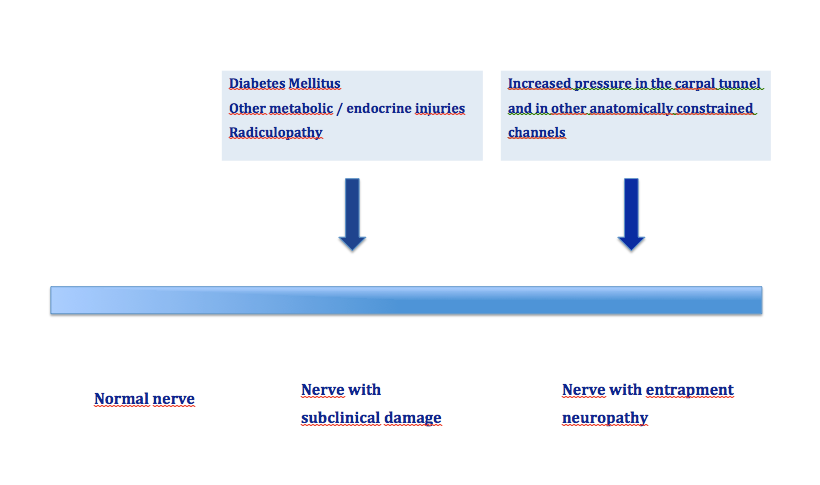 Diabetes Mellitus
Other metabolic / endocrine injuries
Radiculopathy
Increased pressure in the carpal tunnel
and in other anatomically constrained
channels
Normal nerve
Nerve with
subclinical damage
Nerve with entrapment
neuropathy